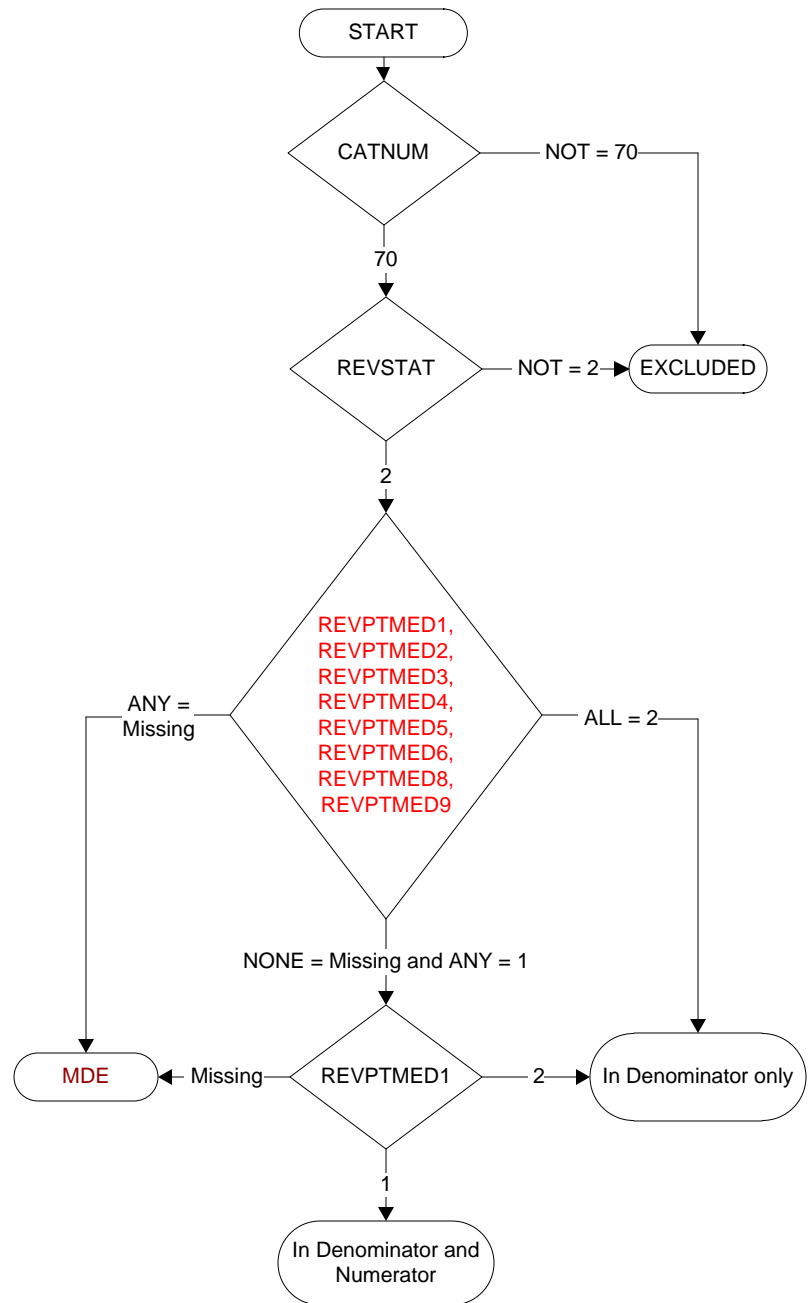 START
CATNUM
NOT = 70
70
REVSTAT
NOT = 2
EXCLUDED
2
REVPTMED1,
REVPTMED2,
REVPTMED3,
REVPTMED4,
REVPTMED5,
REVPTMED6,
REVPTMED8,
REVPTMED9
ANY =
Missing
ALL = 2
NONE = Missing and ANY = 1
MDE
Missing
REVPTMED1
2
In Denominator only
1
In Denominator and
Numerator